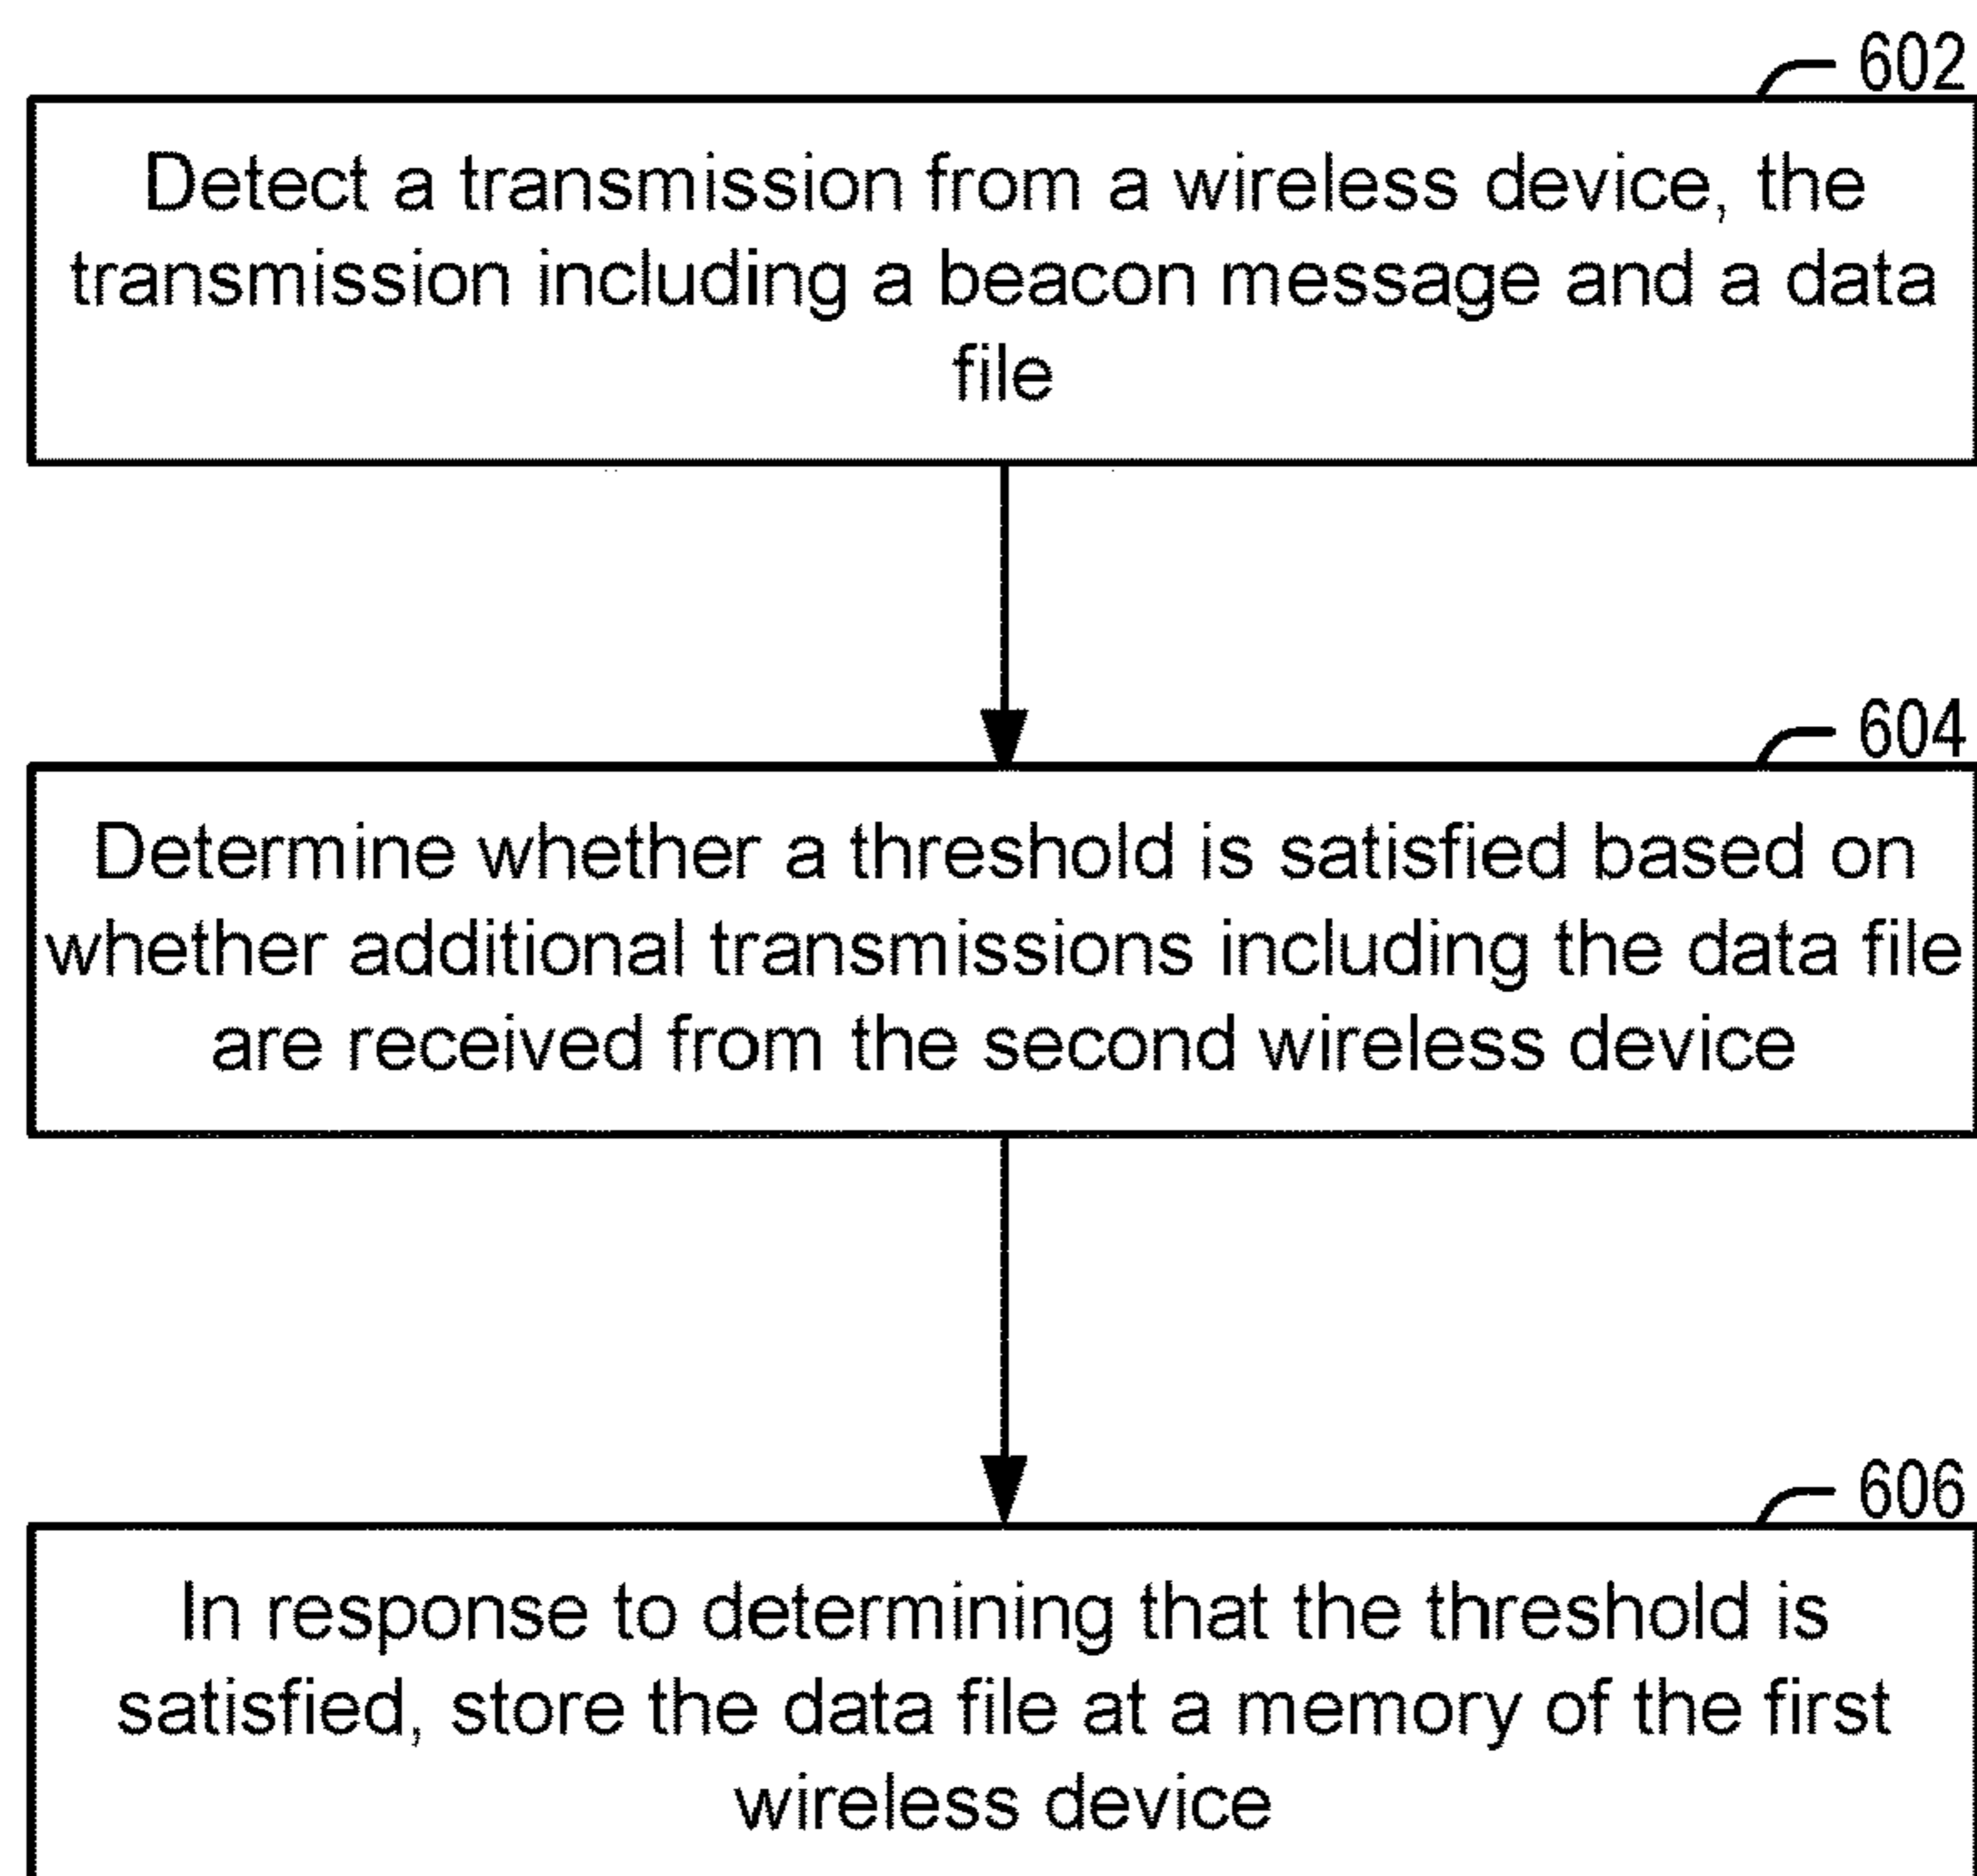 602
Detect a transmission from a wireless device, the
transmission including a beacon message and a data
file
604
Determine whether a threshold is satisfied based on
whether additional transmissions including the data file
are received from the second wireless device
606
In response to determining that the threshold is
satisfied, store the data file at a memory of the first
wireless device